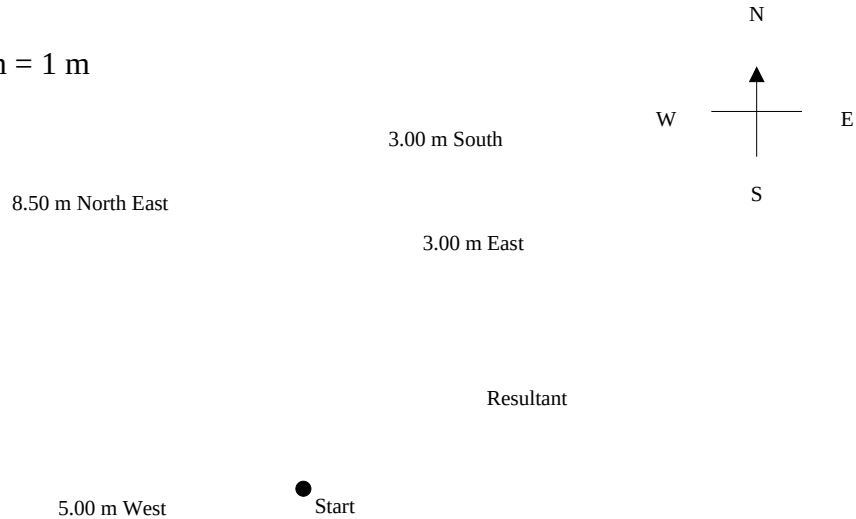 N
= 1 m
W
E
3.00 m South
S
8.50 m North East
3.00 m East
Resultant
5.00 m West
Start